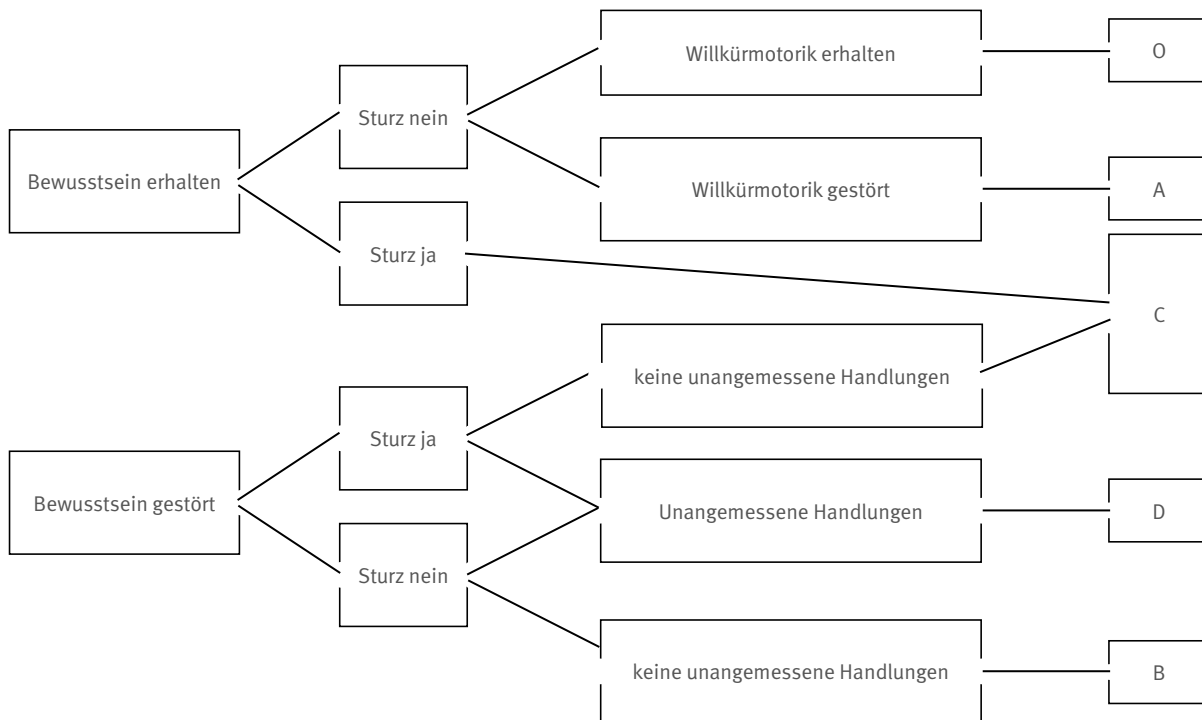 Willkürmotorik erhalten
O
Sturz nein
Bewusstsein erhalten
Willkürmotorik gestört
A
Sturz ja
C
keine unangemessene Handlungen
Sturz ja
Bewusstsein gestört
Unangemessene Handlungen
D
Sturz nein
keine unangemessene Handlungen
B